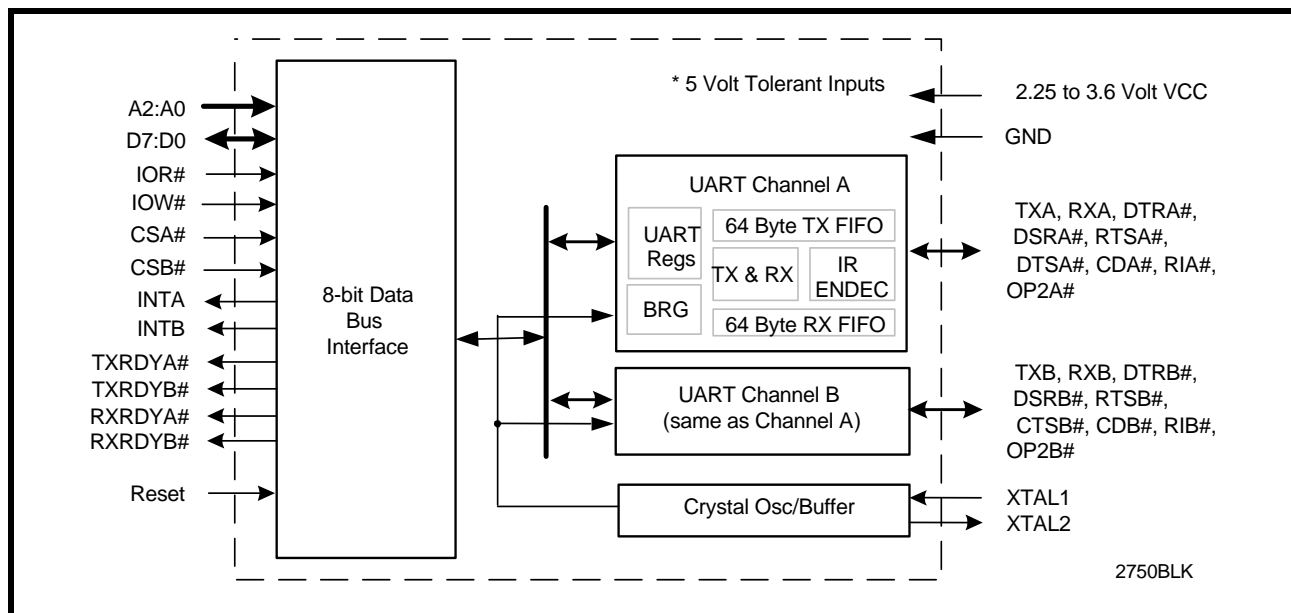 A2:A0
D7:D0
IOR#
IOW#
CSA#
CSB#
INTA
INTB
TXRDYA#
TXRDYB#
RXRDYA#
RXRDYB#
Reset
8-bit Data
Bus
Interface
* 5 Volt Tolerant Inputs
2.25 to 3.6 Volt VCC
GND
UART Channel A
UART
Regs
BRG
64 Byte TX FIFO
TX & RX
IR
ENDEC
64 Byte RX FIFO
TXA, RXA, DTRA#,
DSRA#, RTSA#,
DTSA#, CDA#, RIA#,
OP2A#
UART Channel B
(same as Channel A)
TXB, RXB, DTRB#,
DSRB#, RTSB#,
CTSB#, CDB#, RIB#,
OP2B#
Crystal Osc/Buffer
XTAL1
XTAL2
2750BLK